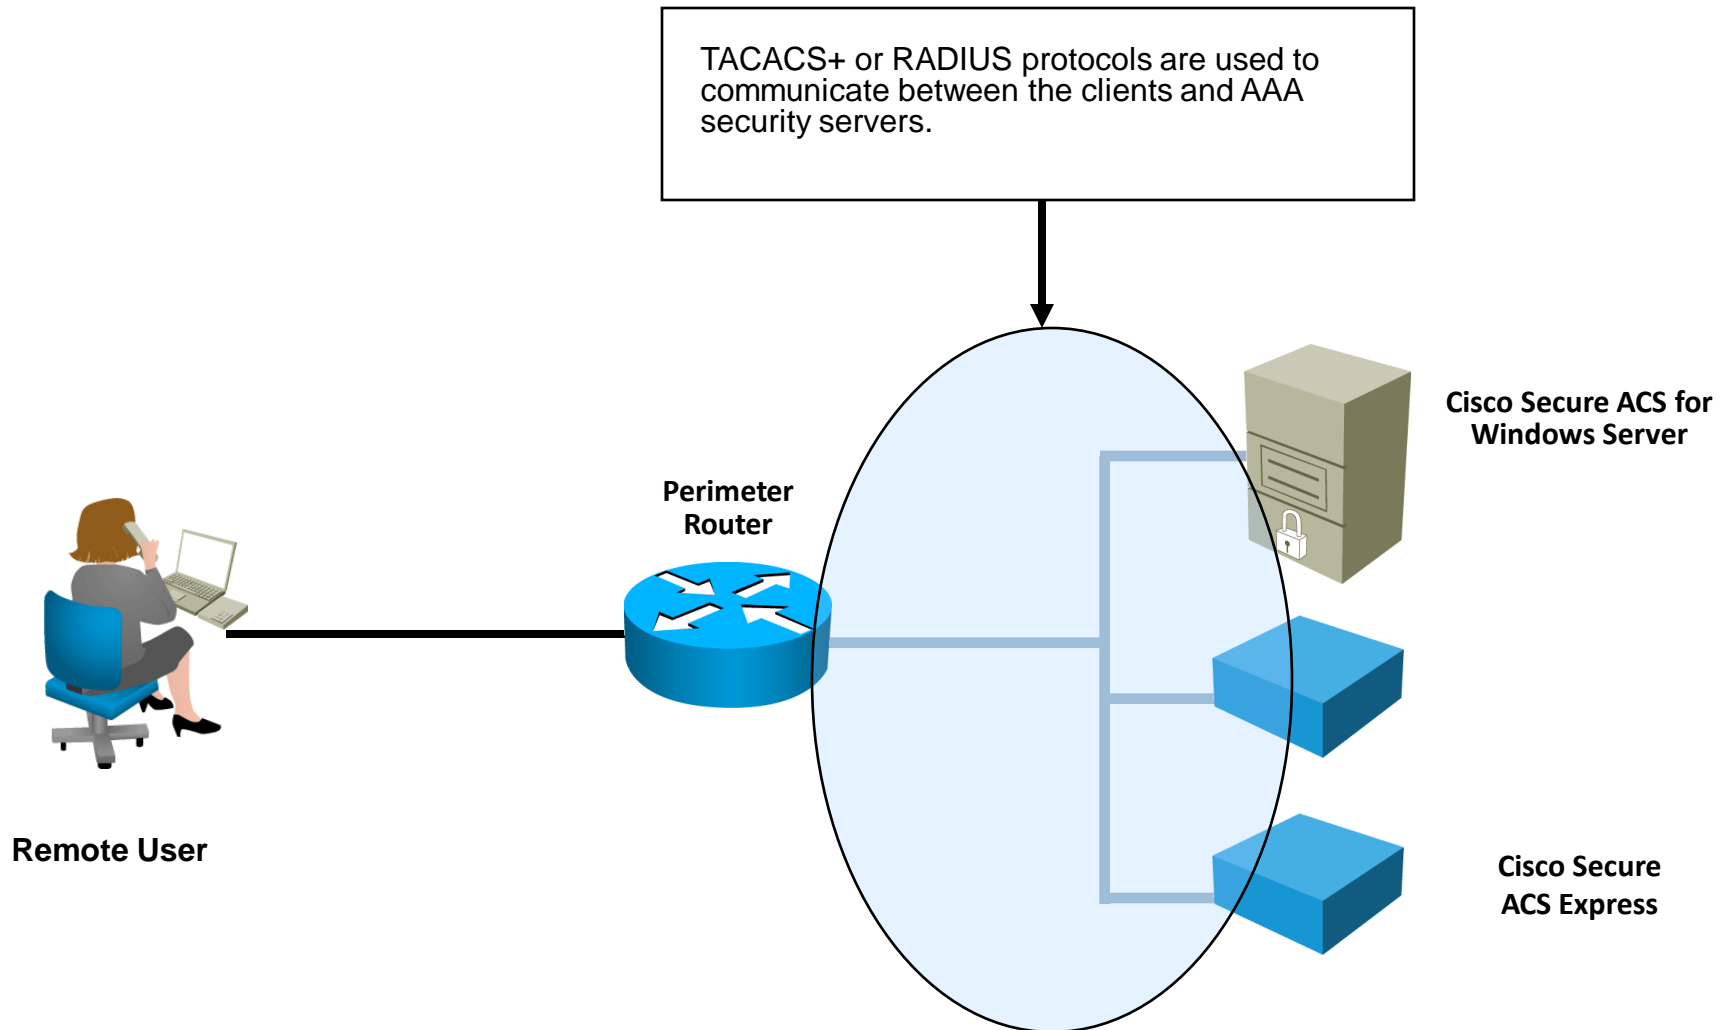 TACACS+ or RADIUS protocols are used to
communicate between the clients and AAA
security servers.
Cisco Secure ACS for
Windows Server
Perimeter
Router
Remote User
Cisco Secure
ACS Express